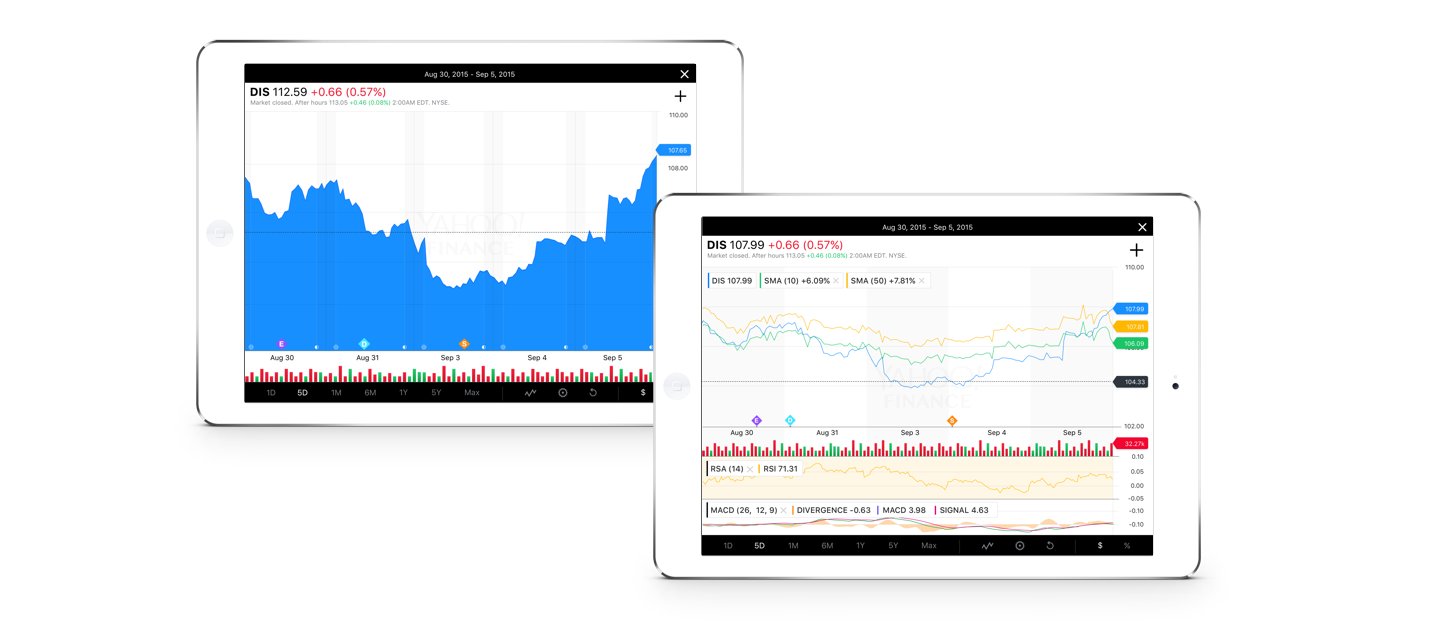 Aug 30, 2015 - Sep 5, 2015
DIS 112.59 +0.66 (0.57%)
Market closed. After hours 113.05 +0.46 (0.08%) 2:00AM EDT. NYSE.
110.00
107.65
108.00
YAHOO!
FINANCE
E D S
Aug 30 Aug 31 Sep 3 Sep 4 Sep 5
1D 5D 1M 6M 1Y 5Y Max $
Aug 30, 2015 - Sep 5, 2015
DIS 107.99 +0.66 (0.57%)
Market closed. After hours 113.05 +0.46 (0.08%) 2:00AM EDT. NYSE.
110.00
DIS 107.99 SMA (10) +6.09% SMA (50) +7.81%
107.99
107.81
106.09
104.33
YAHOO!
FINANCE
E D S
102.00
Aug 30 Aug 31 Sep 3 Sep 4 Sep 5
32.27k
0.10
RSA (14) RSI 71.31
0.05
0.00
-0.05
MACD (26, 12, 9) DIVERGENCE -0.63 MACD 3.98 SIGNAL 4.63
-0.10
-0.10
1D 5D 1M 6M 1Y 5Y Max $ %